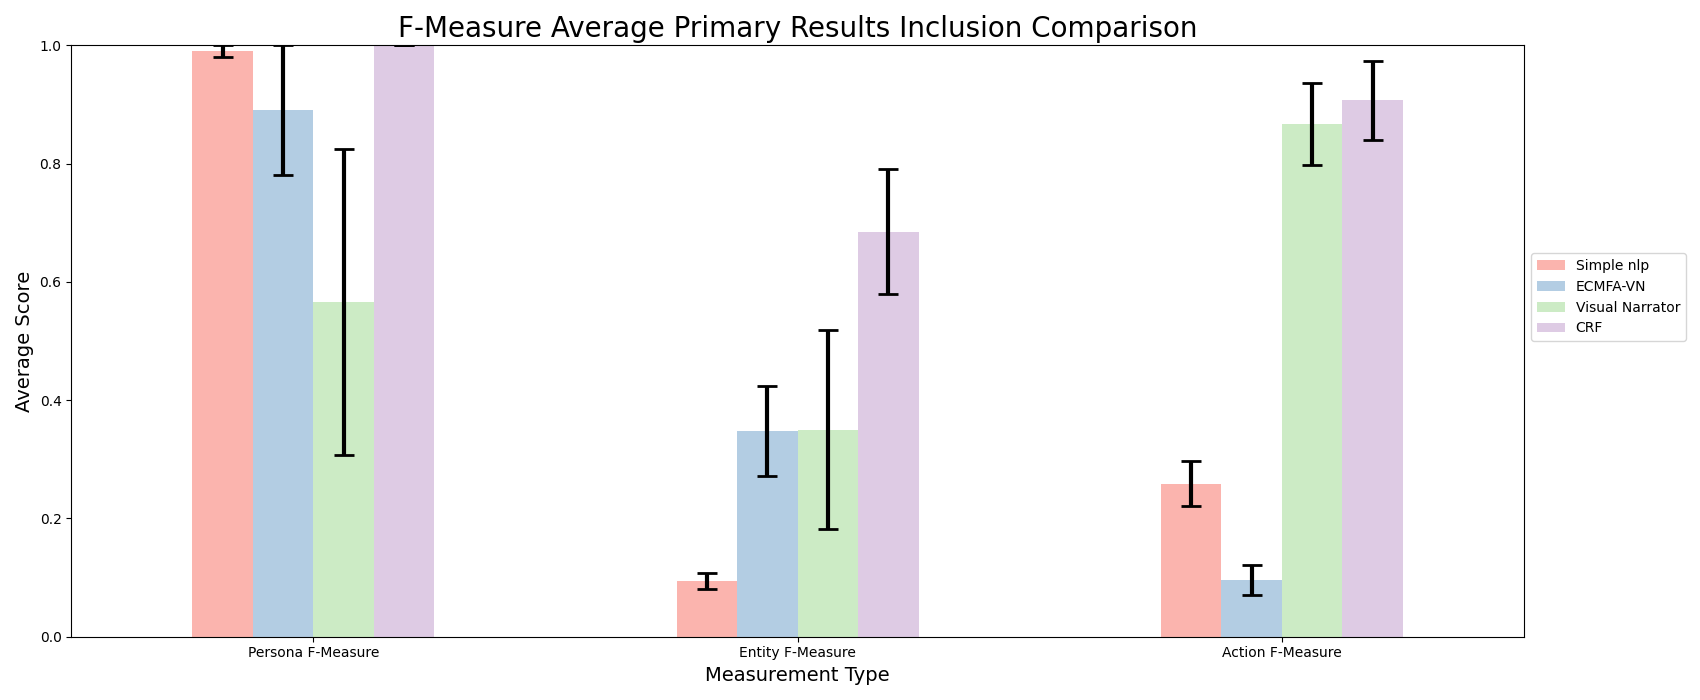 F-Measure Average Primary Results Inclusion Comparison
1.0
0.8
0.6
0.4
0.2
0.0
Average Score
Persona F-Measure
Entity F-Measure
Action F-Measure
Measurement Type
Simple nlp
ECMFA-VN
Visual Narrator
CRF